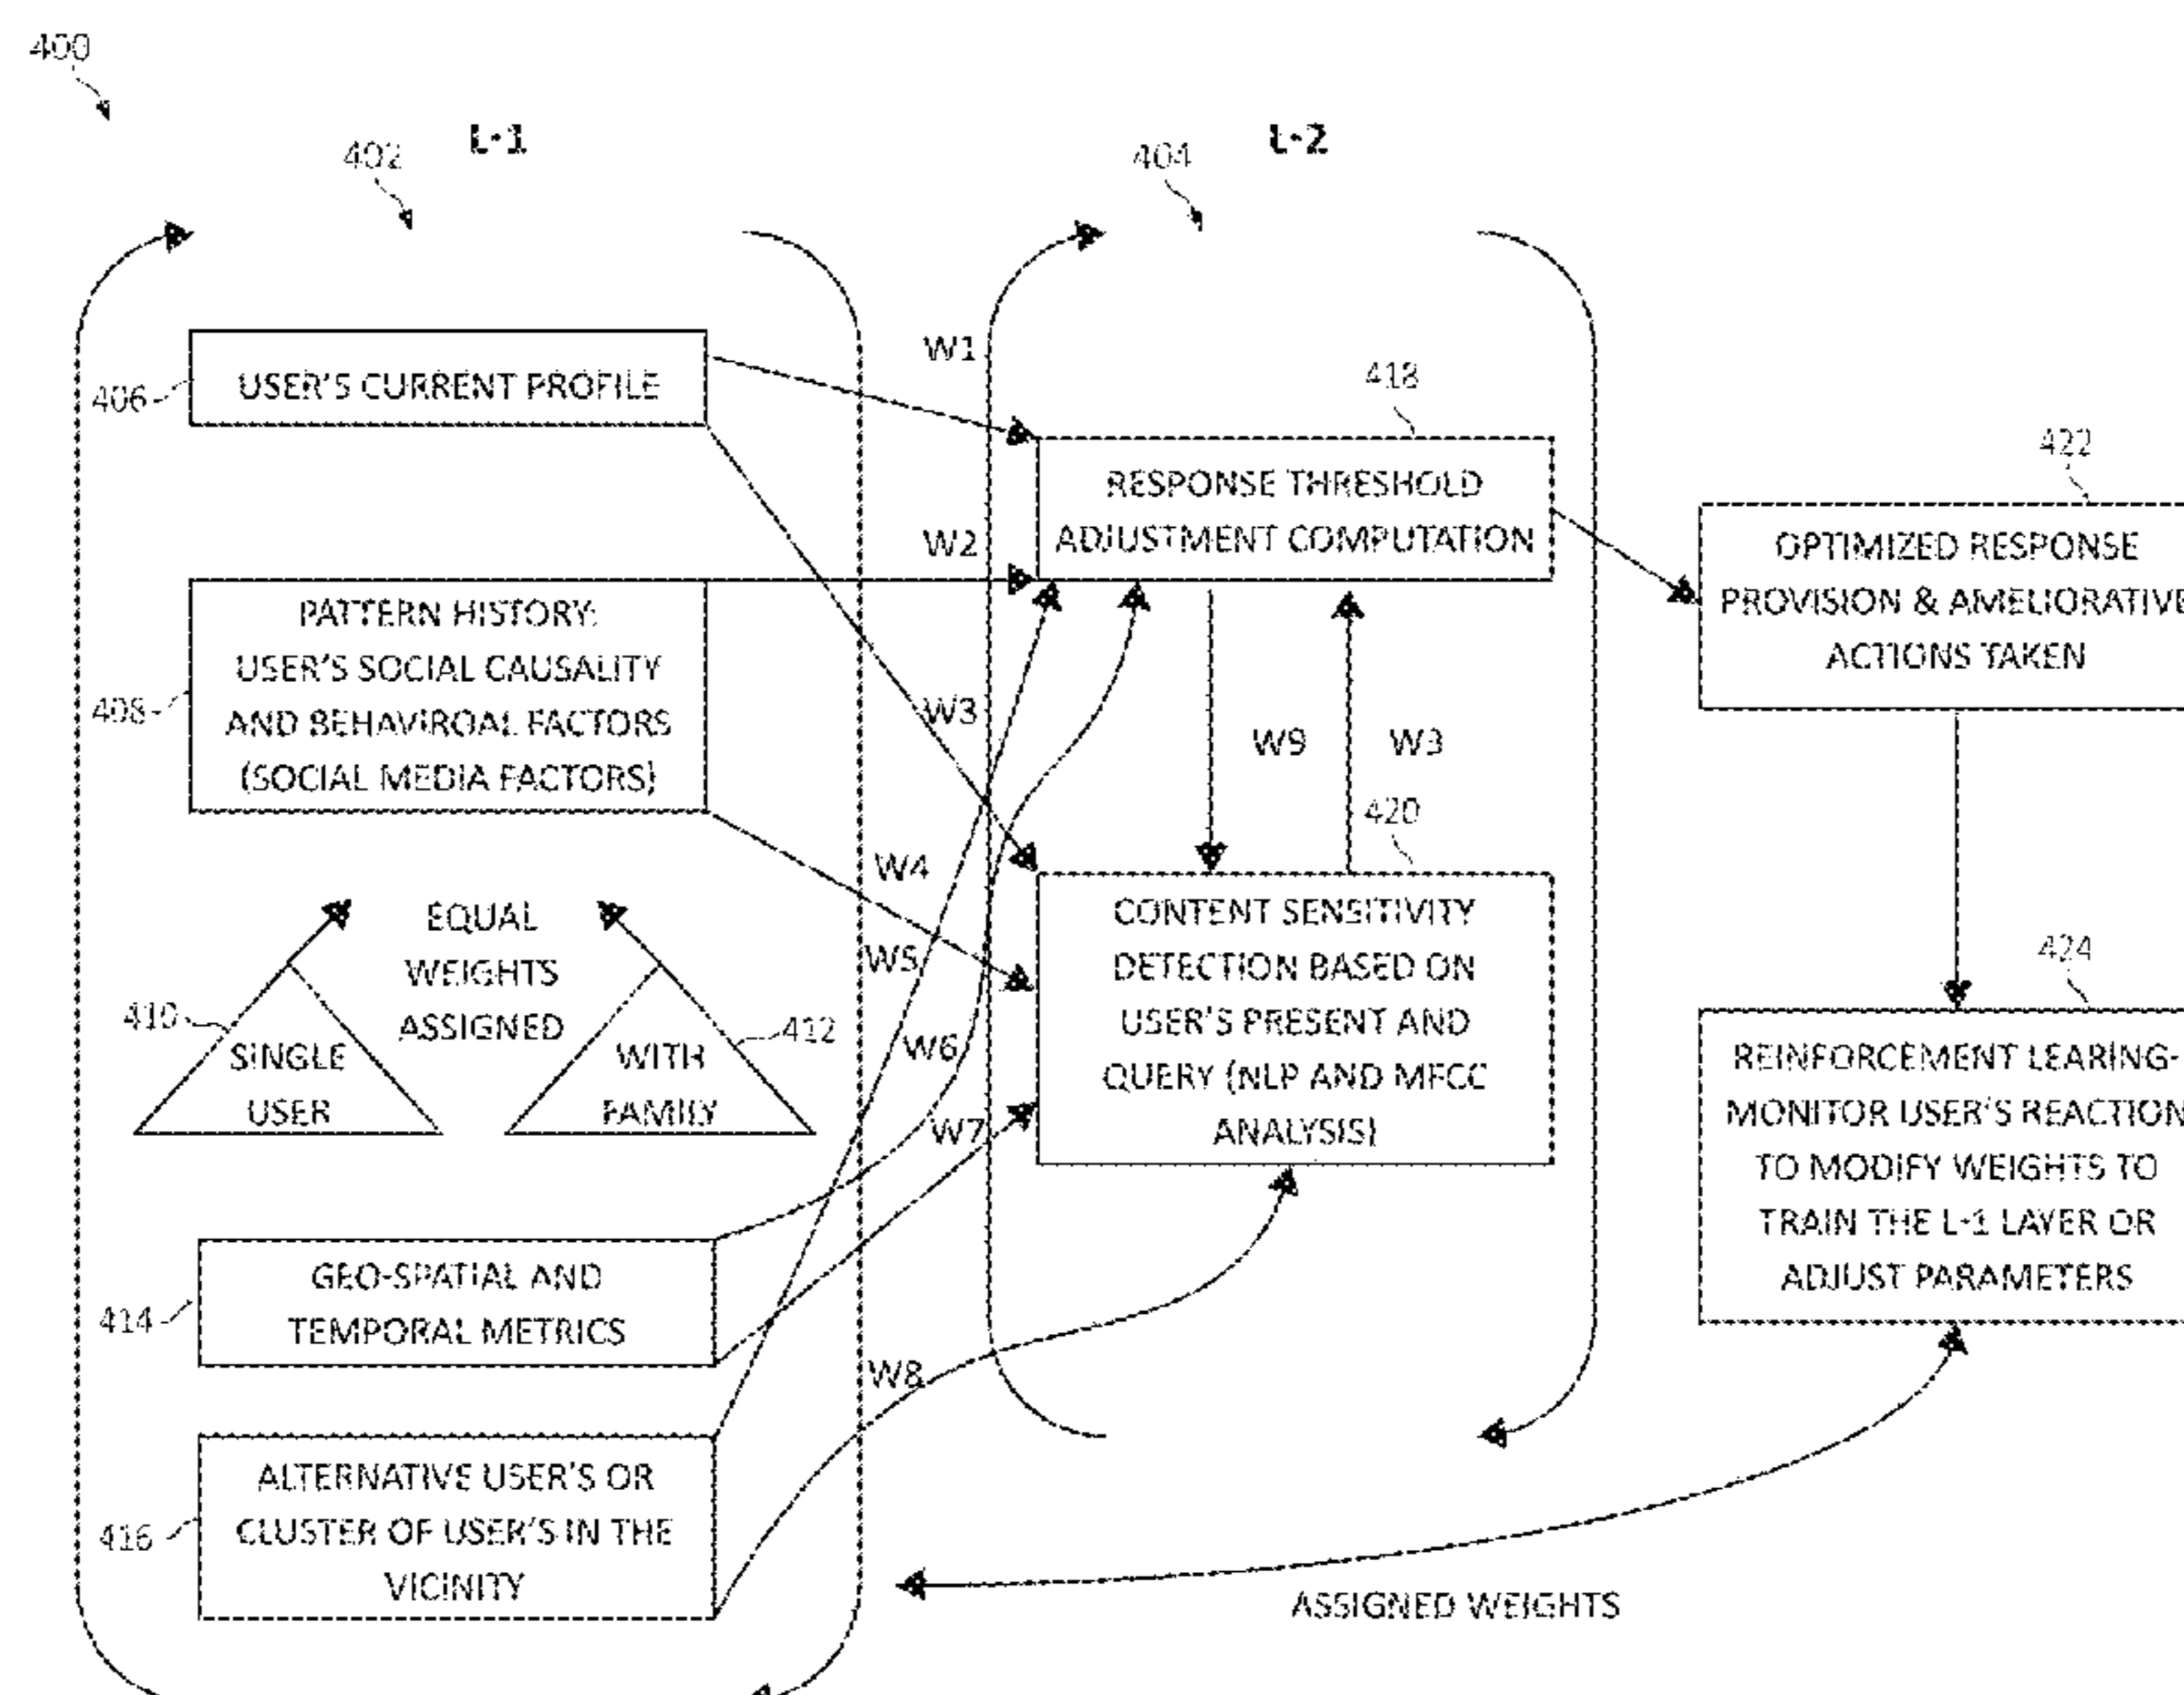 400
402
L-1
404
L-2
406
USER'S CURRENT PROFILE
W1
418
RESPONSE THRESHOLD
ADJUSTMENT COMPUTATION
422
OPTIMIZED RESPONSE
PROVISION & AMELIORATIVE
ACTIONS TAKEN
W2
408
PATTERN HISTORY:
USER'S SOCIAL CAUSALITY
AND BEHAVIROAL FACTORS
(SOCIAL MEDIA FACTORS)
W3
W9
W3
420
W4
CONTENT SENSITIVITY
DETECTION BASED ON
USER'S PRESENT AND
QUERY (NLP AND MFCC
ANALYSIS)
EQUAL
WEIGHTS
ASSIGNED
W5
410
SINGLE
USER
412
WITH
FAMILY
W6
W7
424
REINFORCEMENT LEARING-
MONITOR USER'S REACTION
TO MODIFY WEIGHTS TO
TRAIN THE L-1 LAYER OR
ADJUST PARAMETERS
414
GEO-SPATIAL AND
TEMPORAL METRICS
W8
416
ALTERNATIVE USER'S OR
CLUSTER OF USER'S IN THE
VICINITY
ASSIGNED WEIGHTS